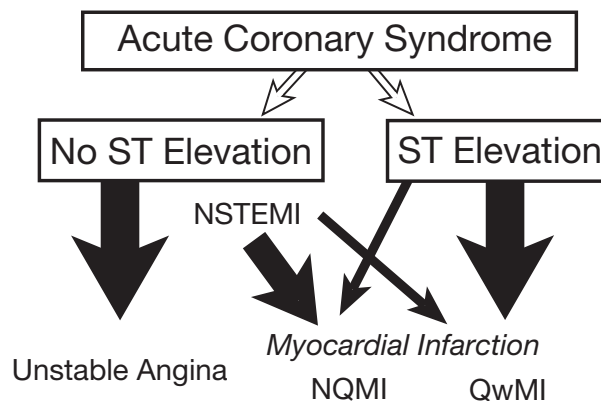 Acute Coronary Syndrome
No ST Elevation
ST Elevation
NSTEMI
Myocardial Infarction
Unstable Angina
NQMI
QwMI